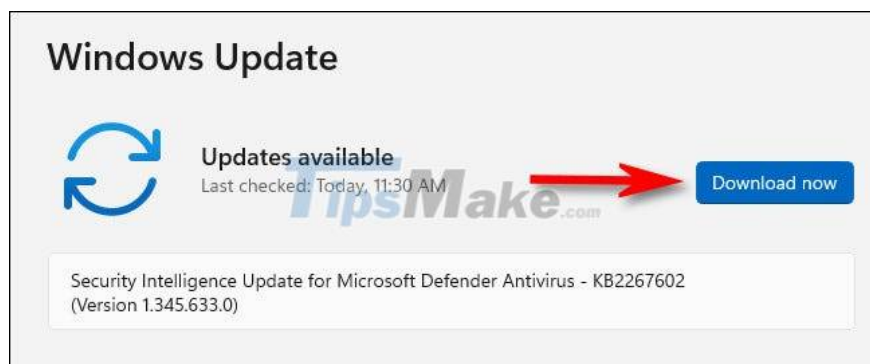 Windows Update
Updates available
Last checked: Today, 11:30 AM
Download now
TipsMake.com
Security Intelligence Update for Microsoft Defender Antivirus - KB2267602
(Version 1.345.633.0)